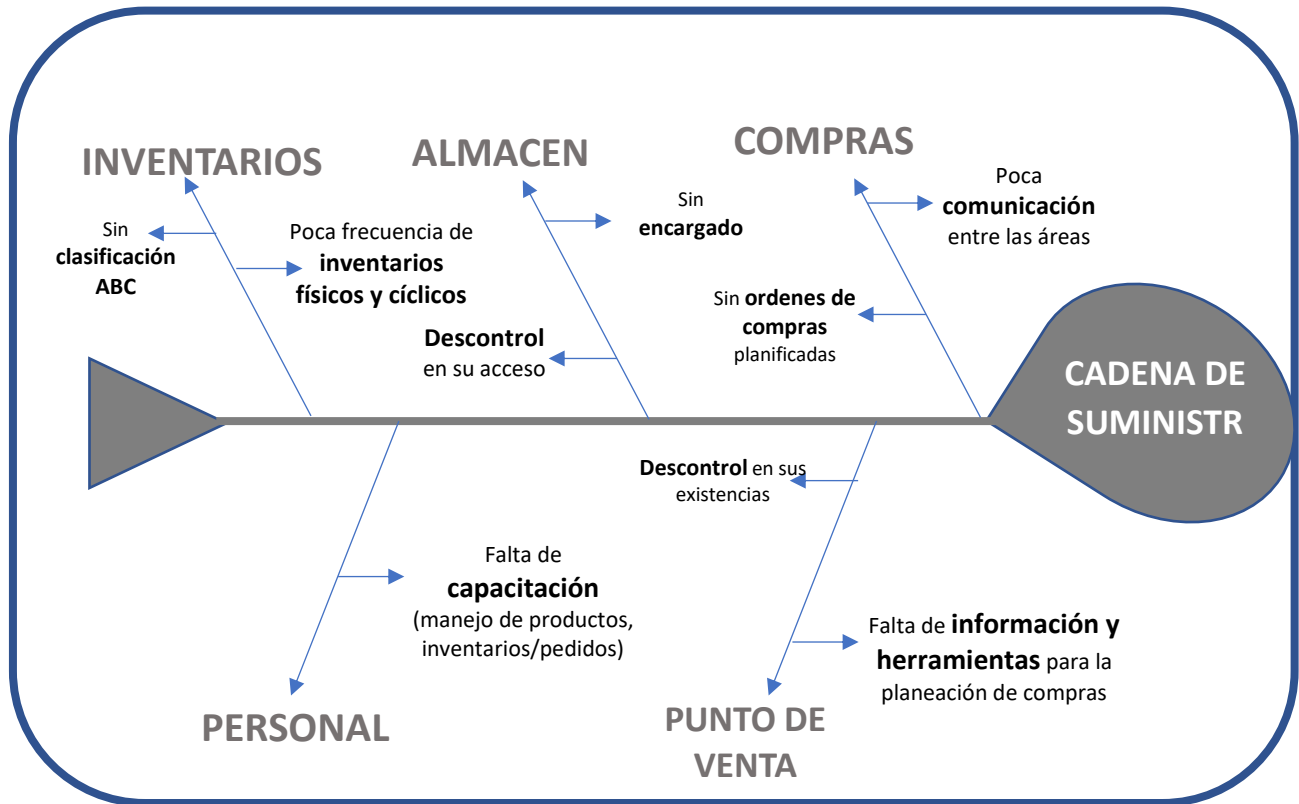 INVENTARIOS
Sin
clasificación
ABC
Poca frecuencia de
inventarios
físicos y cíclicos
ALMACEN
Sin
encargado
Descontrol
en su acceso
COMPRAS
Poca
comunicación
entre las áreas
Sin ordenes de
compras
planificadas
CADENA DE
SUMINISTR
Falta de
capacitación
(manejo de productos,
inventarios/pedidos)
PERSONAL
Descontrol en sus
existencias
Falta de información y
herramientas para la
planeación de compras
PUNTO DE
VENTA